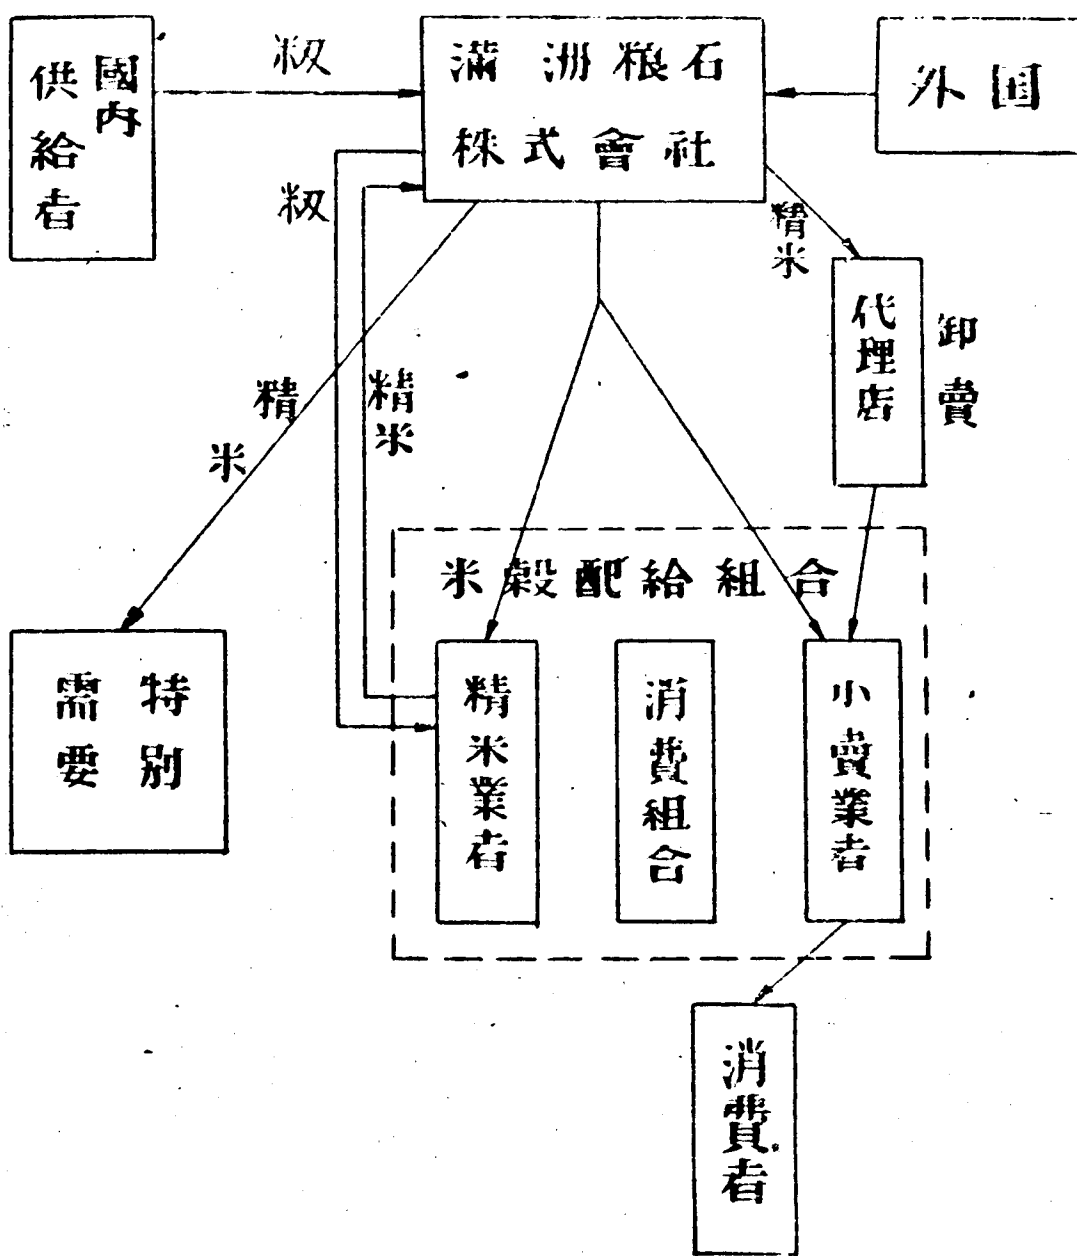 國内
供給者
籾
滿洲粮石
株式會社
外国
籾
精米
代理店
卸賣
精米
精米
米穀配給組合
特別
需要
精米業者
消費組合
小賣業者
消費者